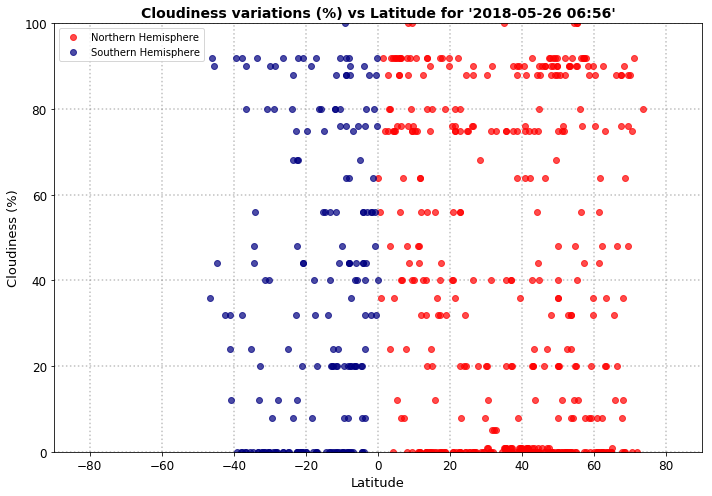 Cloudiness variations (%) vs Latitude for '2018-05-26 06:56'
Northern Hemisphere
Southern Hemisphere
100
80
60
40
20
0
Cloudiness (%)
−80 −60 −40 −20 0 20 40 60 80
Latitude